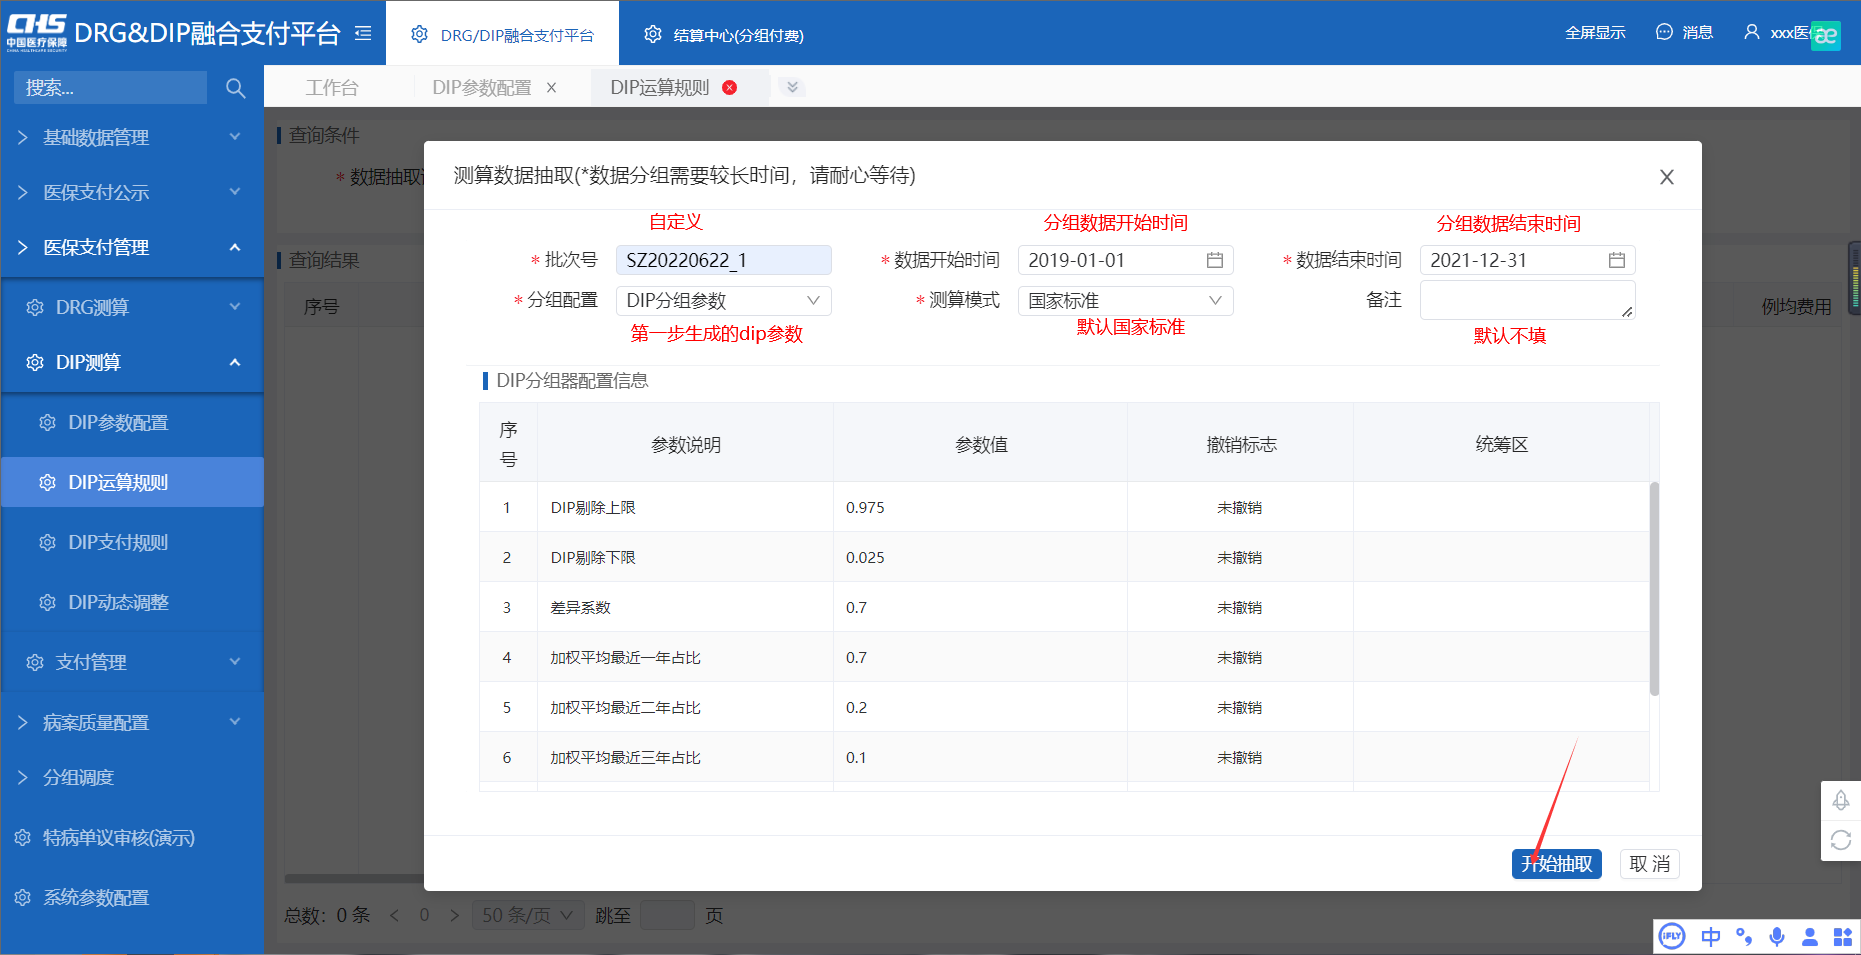 CHS
中国医疗保障
CHINA HEALTHCARE SECURITY
DRG&DIP融合支付平台
DRG/DIP融合支付平台
结算中心(分组付费)
全屏显示
消息
xxx医
æ
搜索...
工作台
DIP参数配置
DIP运算规则
基础数据管理
医保支付公示
医保支付管理
DRG测算
DIP测算
DIP参数配置
DIP运算规则
DIP支付规则
DIP动态调整
支付管理
病案质量配置
分组调度
特病单议审核(演示)
系统参数配置
查询条件
* 数据抽取
查询结果
序号
例均费用
测算数据抽取(*数据分组需要较长时间，请耐心等待)
自定义
分组数据开始时间
分组数据结束时间
* 批次号 SZ20220622_1
* 数据开始时间 2019-01-01
* 数据结束时间 2021-12-31
* 分组配置 DIP分组参数
* 测算模式 国家标准
备注
第一步生成的dip参数
默认国家标准
默认不填
DIP分组器配置信息
序号 参数说明 参数值 撤销标志 统筹区
1 DIP剔除上限 0.975 未撤销
2 DIP剔除下限 0.025 未撤销
3 差异系数 0.7 未撤销
4 加权平均最近一年占比 0.7 未撤销
5 加权平均最近二年占比 0.2 未撤销
6 加权平均最近三年占比 0.1 未撤销
开始抽取
取 消
总数：0 条 < 0 > 50 条/页 跳至 页
iFLY 中